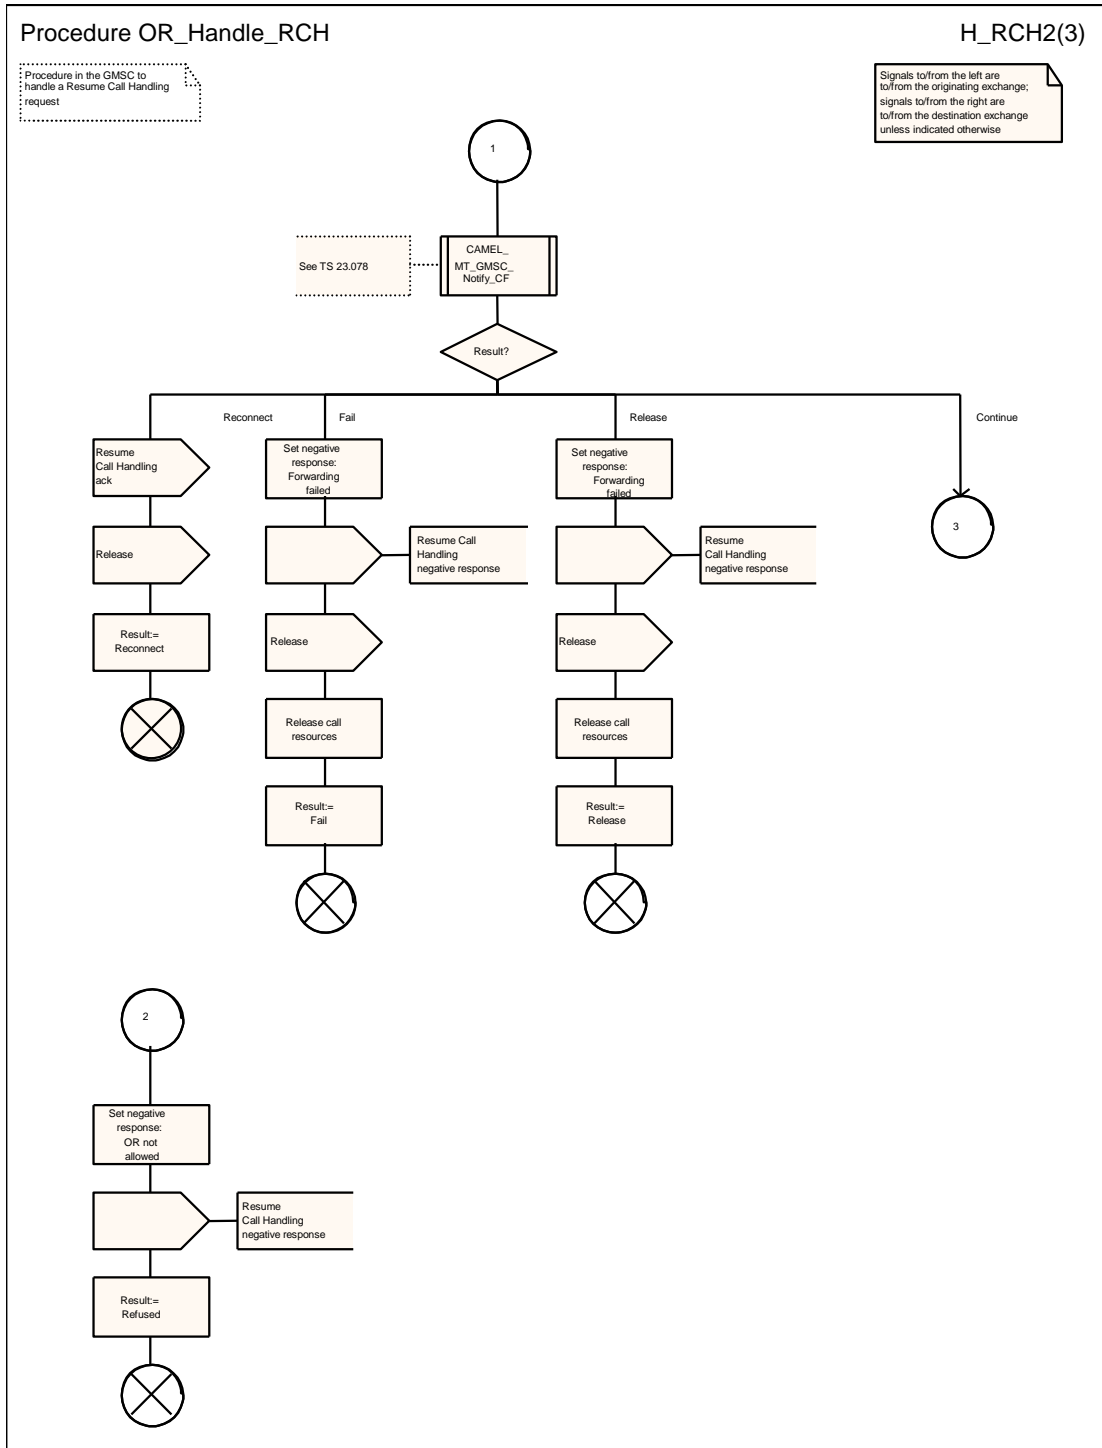 Procedure OR_Handle_RCH
H_RCH2(3)
Procedure in the GMSC to
handle a Resume Call Handling
request
Signals to/from the left are
to/from the originating exchange;
signals to/from the right are
to/from the destination exchange
unless indicated otherwise
1
See TS 23.078
CAMEL_
MT_GMSC_
Notify_CF
Result?
Reconnect
Fail
Release
Continue
Resume
Call Handling
ack
Release
Result:=
Reconnect
Set negative
response:
Forwarding
failed
Resume Call
Handling
negative response
Release
Release call
resources
Result:=
Fail
Set negative
response:
Forwarding
failed
Resume
Call Handling
negative response
Release
Release call
resources
Result:=
Release
3
2
Set negative
response:
OR not
allowed
Resume
Call Handling
negative response
Result:=
Refused